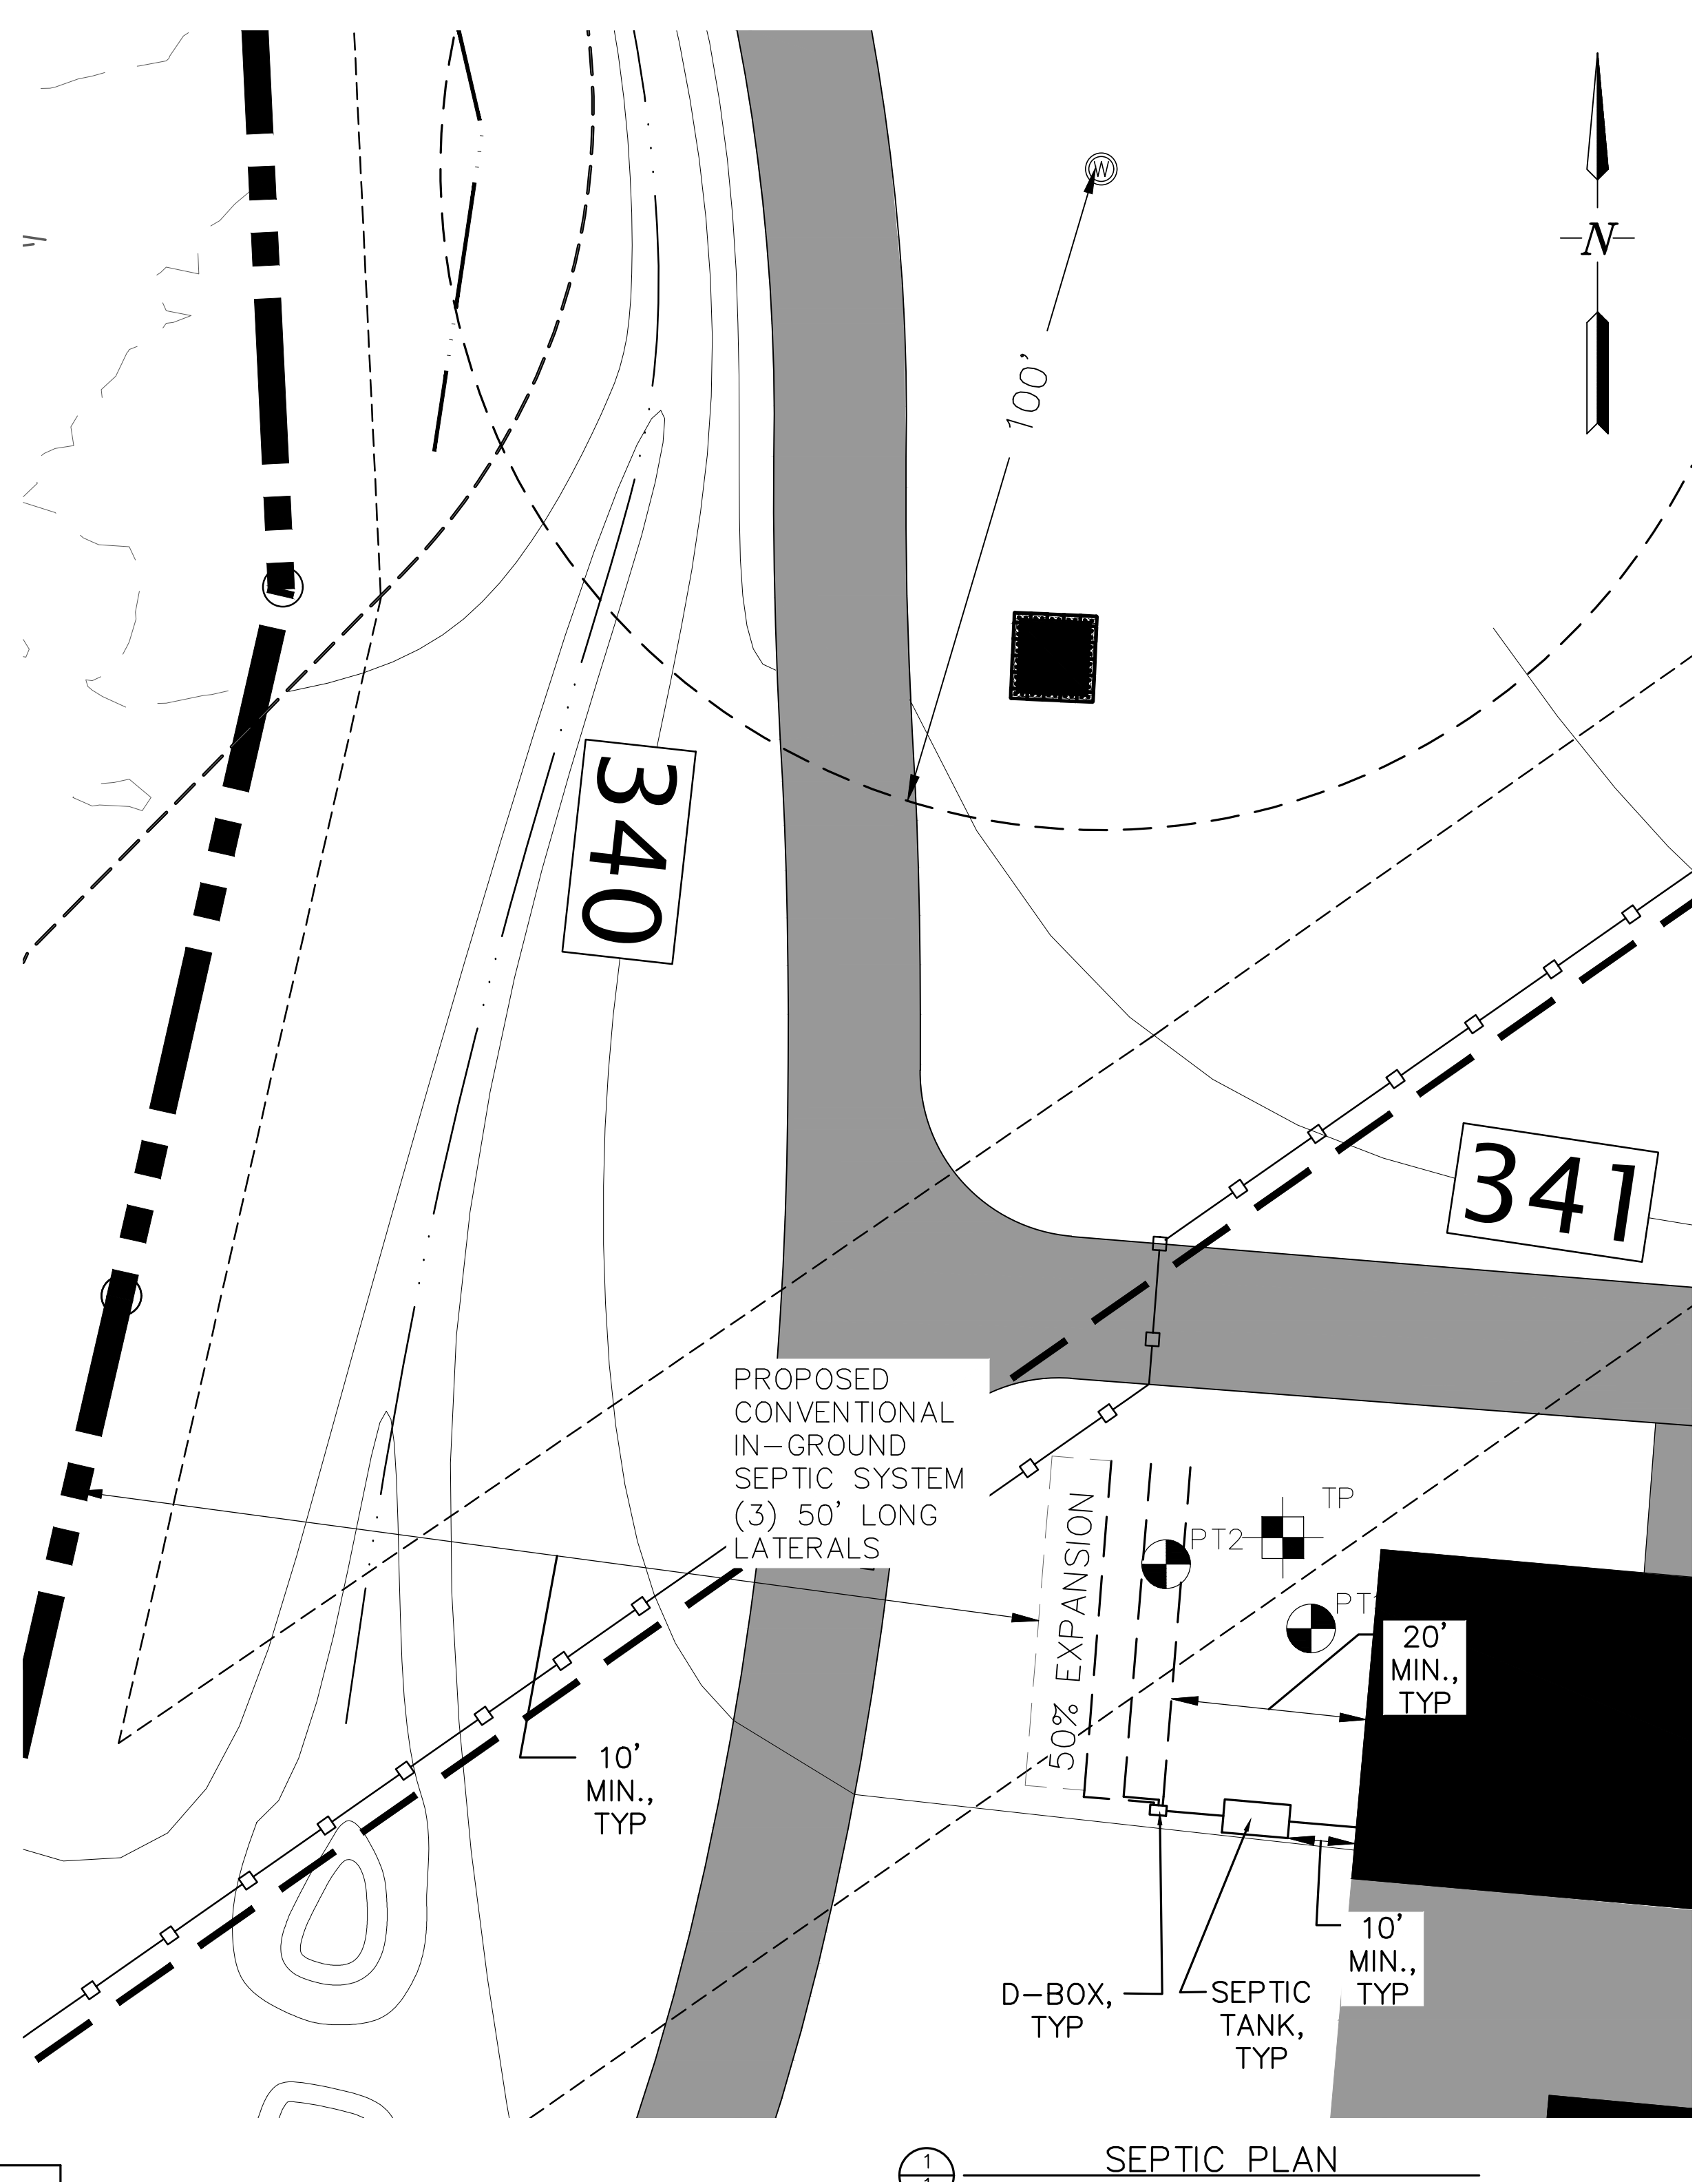 W
N
100'
340
341
PROPOSED
CONVENTIONAL
IN-GROUND
SEPTIC SYSTEM
(3) 50' LONG
LATERALS
50% EXPANSION
TP
PT2
PT
20'
MIN.,
TYP
10'
MIN.,
TYP
10'
MIN.,
TYP
D-BOX,
TYP
SEPTIC
TANK,
TYP
1
SEPTIC PLAN